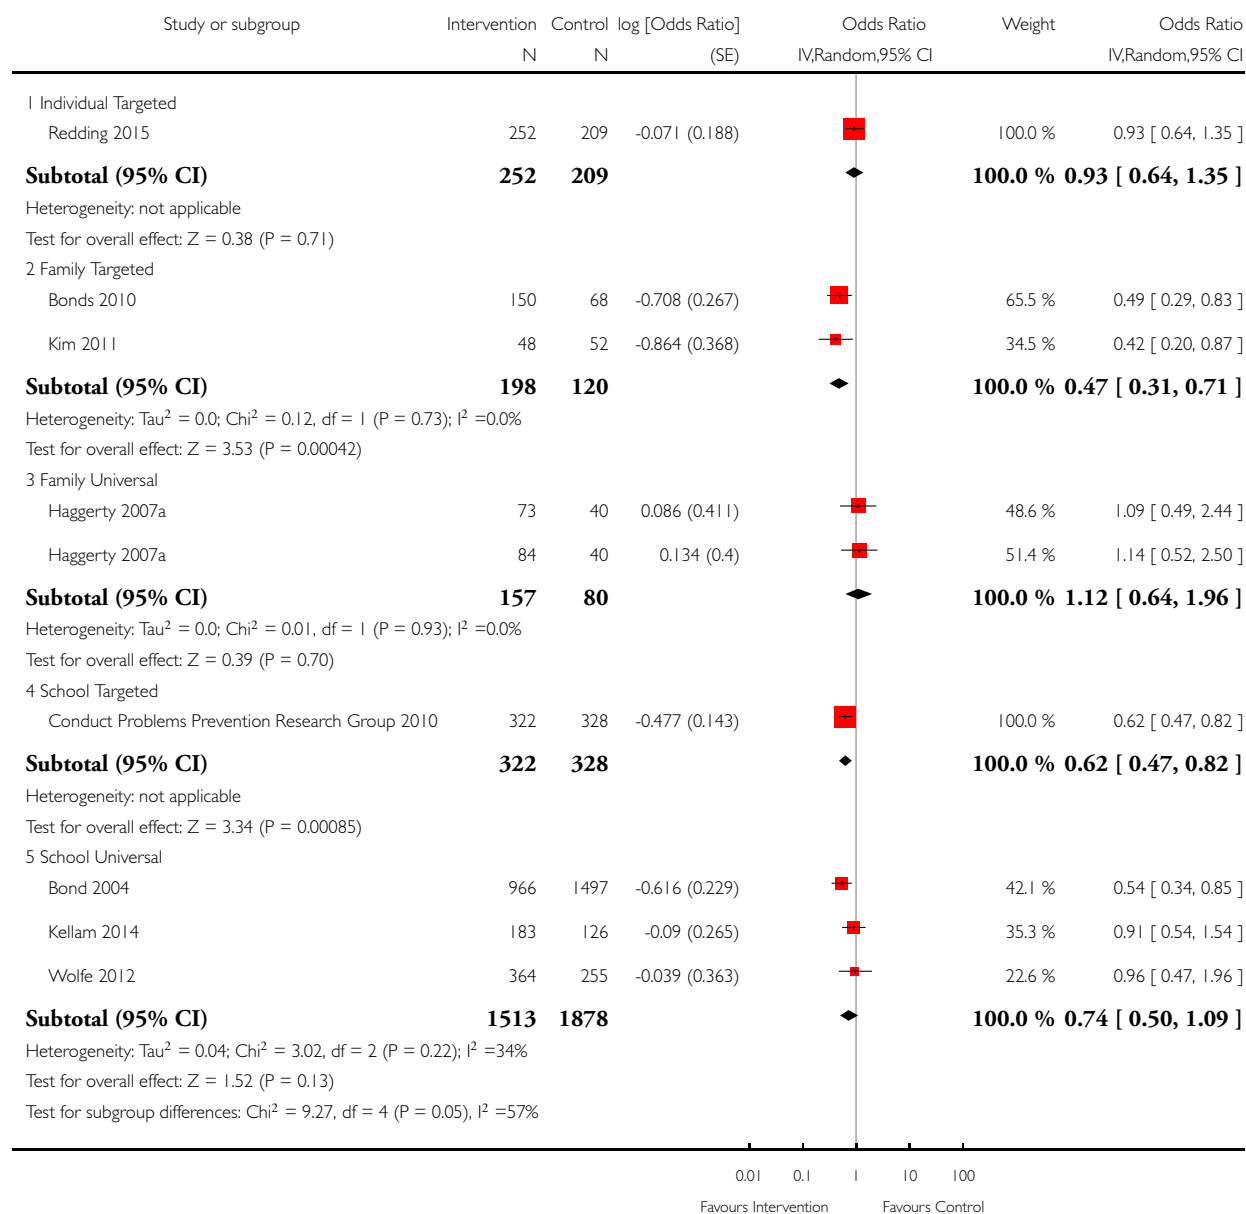 Study or subgroup Intervention Control log [Odds Ratio] Odds Ratio Weight Odds Ratio
N N (SE) IV,Random,95% CI IV,Random,95% CI
1 Individual Targeted
Redding 2015 252 209 -0.071 (0.188) 100.0 % 0.93 [ 0.64, 1.35 ]
Subtotal (95% CI) 252 209 100.0 % 0.93 [ 0.64, 1.35 ]
Heterogeneity: not applicable
Test for overall effect: Z = 0.38 (P = 0.71)
2 Family Targeted
Bonds 2010 150 68 -0.708 (0.267) 65.5 % 0.49 [ 0.29, 0.83 ]
Kim 2011 48 52 -0.864 (0.368) 34.5 % 0.42 [ 0.20, 0.87 ]
Subtotal (95% CI) 198 120 100.0 % 0.47 [ 0.31, 0.71 ]
Heterogeneity: Tau² = 0.0; Chi² = 0.12, df = 1 (P = 0.73); I² =0.0%
Test for overall effect: Z = 3.53 (P = 0.00042)
3 Family Universal
Haggerty 2007a 73 40 0.086 (0.411) 48.6 % 1.09 [ 0.49, 2.44 ]
Haggerty 2007a 84 40 0.134 (0.4) 51.4 % 1.14 [ 0.52, 2.50 ]
Subtotal (95% CI) 157 80 100.0 % 1.12 [ 0.64, 1.96 ]
Heterogeneity: Tau² = 0.0; Chi² = 0.01, df = 1 (P = 0.93); I² =0.0%
Test for overall effect: Z = 0.39 (P = 0.70)
4 School Targeted
Conduct Problems Prevention Research Group 2010 322 328 -0.477 (0.143) 100.0 % 0.62 [ 0.47, 0.82 ]
Subtotal (95% CI) 322 328 100.0 % 0.62 [ 0.47, 0.82 ]
Heterogeneity: not applicable
Test for overall effect: Z = 3.34 (P = 0.00085)
5 School Universal
Bond 2004 966 1497 -0.616 (0.229) 42.1 % 0.54 [ 0.34, 0.85 ]
Kellam 2014 183 126 -0.09 (0.265) 35.3 % 0.91 [ 0.54, 1.54 ]
Wolfe 2012 364 255 -0.039 (0.363) 22.6 % 0.96 [ 0.47, 1.96 ]
Subtotal (95% CI) 1513 1878 100.0 % 0.74 [ 0.50, 1.09 ]
Heterogeneity: Tau² = 0.04; Chi² = 3.02, df = 2 (P = 0.22); I² =34%
Test for overall effect: Z = 1.52 (P = 0.13)
Test for subgroup differences: Chi² = 9.27, df = 4 (P = 0.05), I² =57%
0.01 0.1 1 10 100
Favours Intervention Favours Control